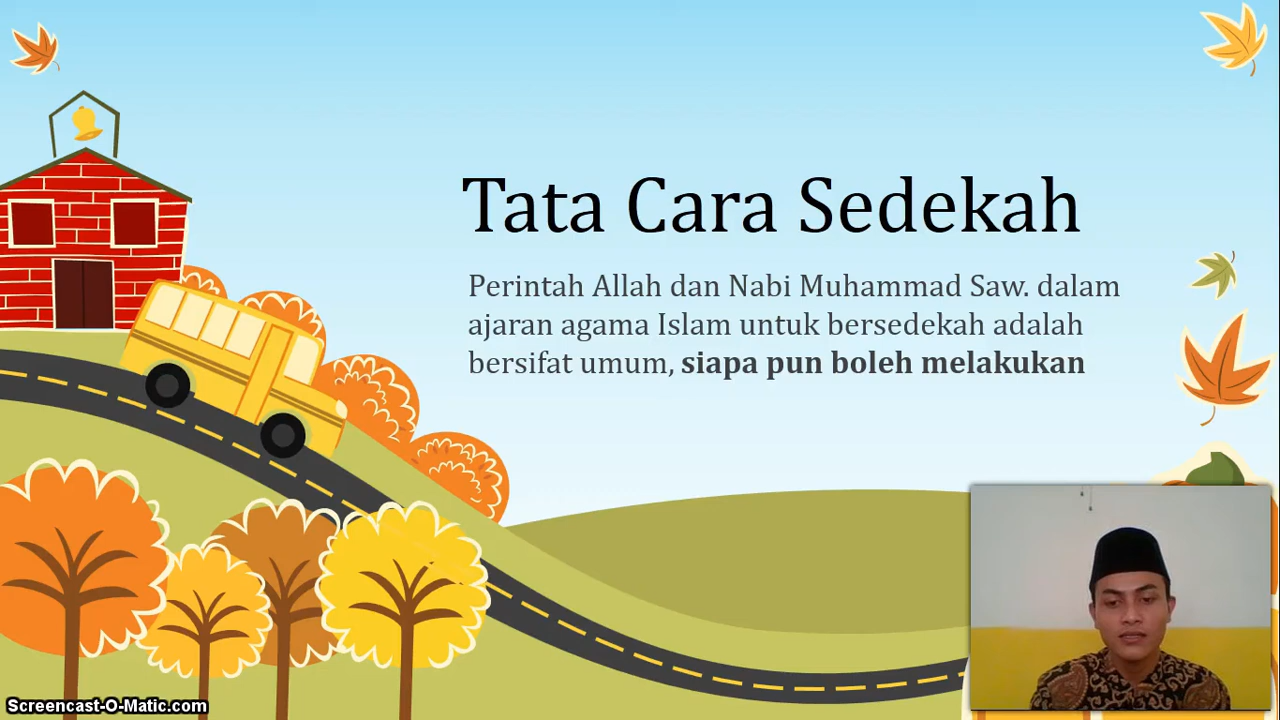 Tata Cara Sedekah
Perintah Allah dan Nabi Muhammad Saw. dalam
ajaran agama Islam untuk bersedekah adalah
bersifat umum, siapa pun boleh melakukan
Screencast-O-Matic.com